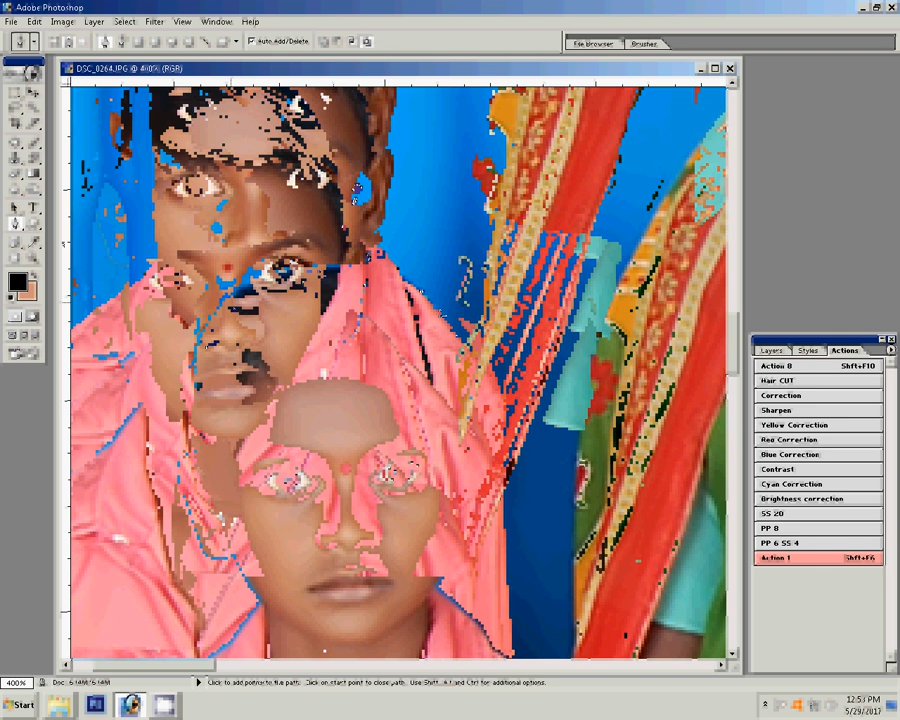 Adobe Photoshop
File Edit Image Layer Select Filter View Window Help
Auto Add/Delete
File Browser Brushes
DSC_0264.JPG @ 400% (RGB)
Layers Styles Actions
Action 8 Shft+F10
Hair CUT
Correction
Sharpen
Yellow Correction
Red Correction
Blue Correction
Contrast
Cyan Correction
Brightness correction
SS 20
PP 8
PP 6 SS 4
Action 1 Shft+F6
400% Click to add points to the path. Click on start point to close path. Use Shift, Alt and Ctrl for additional options.
Start
12:53 PM
5/29/2017